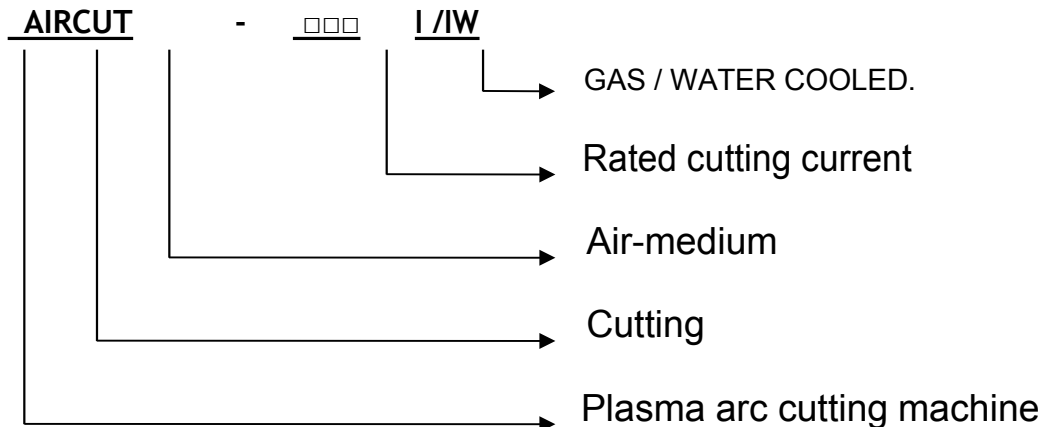 AIRCUT - □□□ I /IW
GAS / WATER COOLED.
Rated cutting current
Air-medium
Cutting
Plasma arc cutting machine